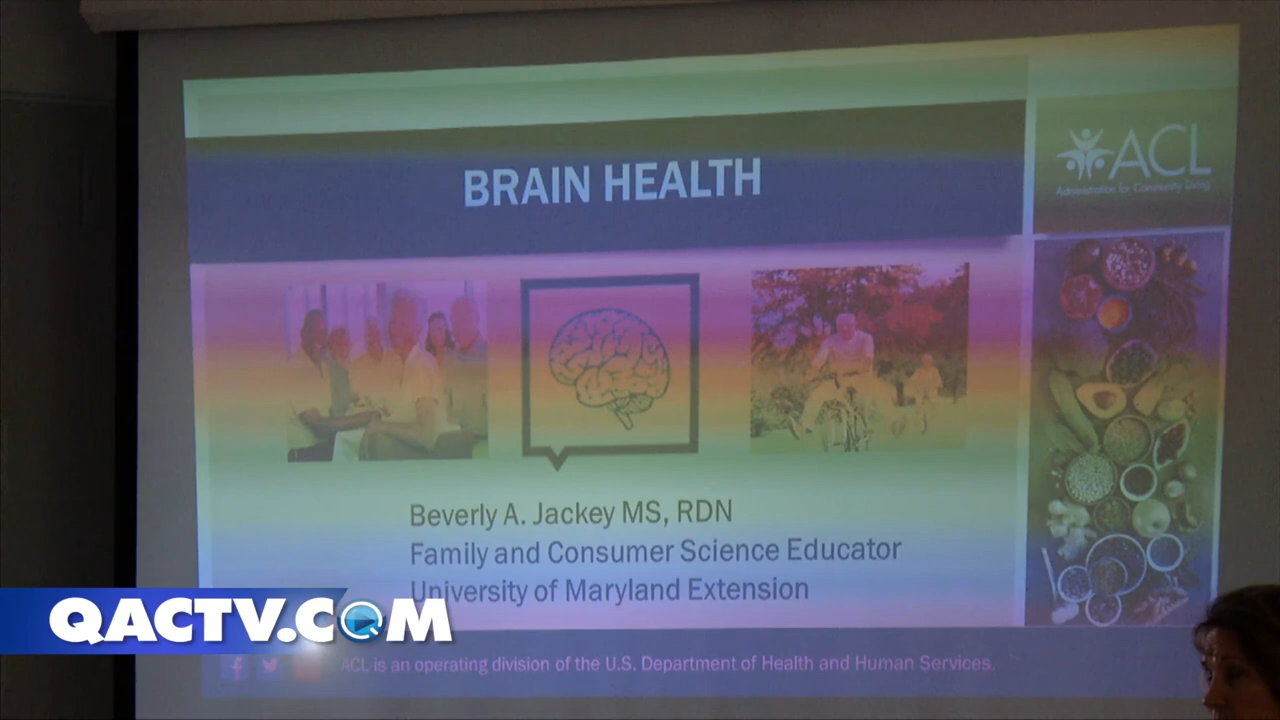 BRAIN HEALTH
ACL
Administration for Community Living
Beverly A. Jackey MS, RDN
Family and Consumer Science Educator
University of Maryland Extension
QACTV.COM
ACL is an operating division of the U.S. Department of Health and Human Services.